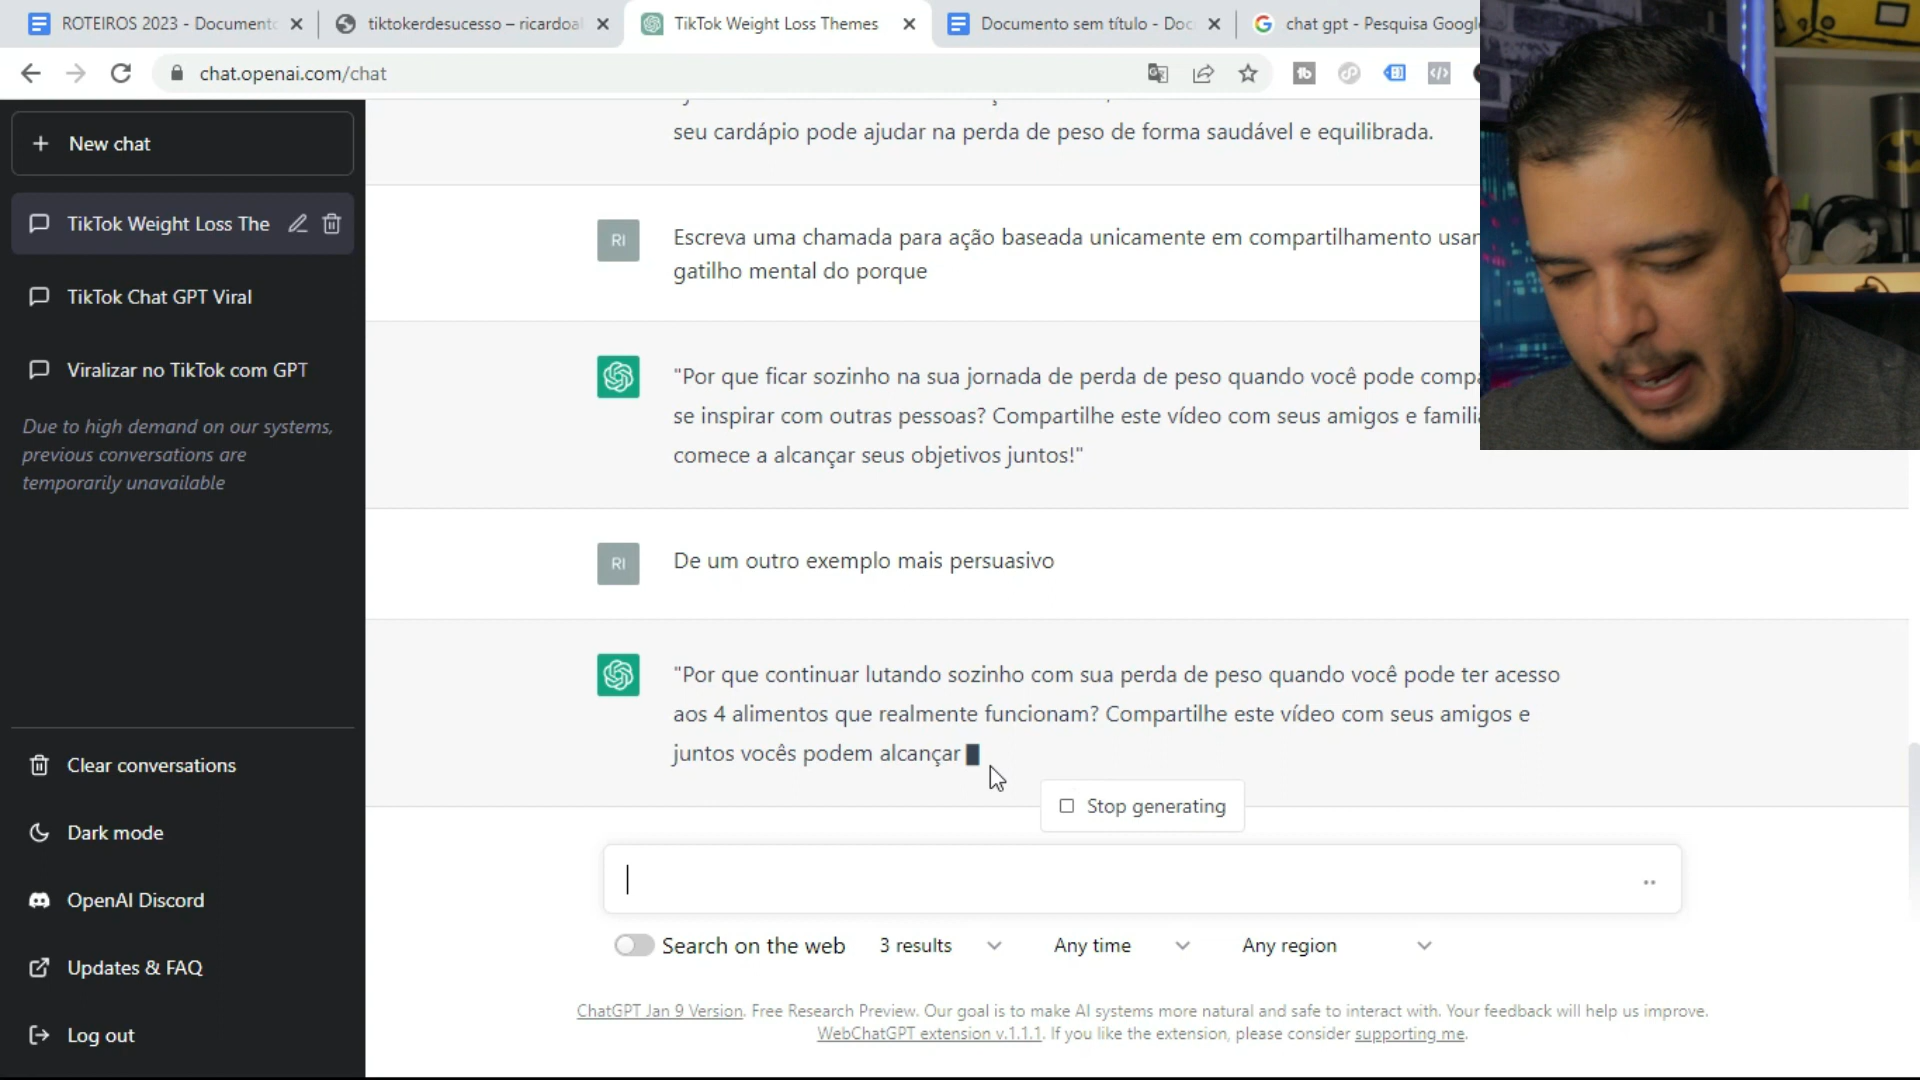 ROTEIROS 2023 - Document
tiktokerdesucesso – ricardoal
TikTok Weight Loss Themes
Documento sem título - Doc
chat gpt - Pesquisa Google
chat.openai.com/chat
New chat
TikTok Weight Loss The
TikTok Chat GPT Viral
Viralizar no TikTok com GPT
Due to high demand on our systems,
previous conversations are
temporarily unavailable
Clear conversations
Dark mode
OpenAI Discord
Updates & FAQ
Log out
seu cardápio pode ajudar na perda de peso de forma saudável e equilibrada.
RI
Escreva uma chamada para ação baseada unicamente em compartilhamento usan
gatilho mental do porque
"Por que ficar sozinho na sua jornada de perda de peso quando você pode compa
se inspirar com outras pessoas? Compartilhe este vídeo com seus amigos e famili
comece a alcançar seus objetivos juntos!"
RI
De um outro exemplo mais persuasivo
"Por que continuar lutando sozinho com sua perda de peso quando você pode ter acesso
aos 4 alimentos que realmente funcionam? Compartilhe este vídeo com seus amigos e
juntos vocês podem alcançar
Stop generating
Search on the web
3 results
Any time
Any region
ChatGPT Jan 9 Version. Free Research Preview. Our goal is to make AI systems more natural and safe to interact with. Your feedback will help us improve.
WebChatGPT extension v.1.1.1. If you like the extension, please consider supporting me.